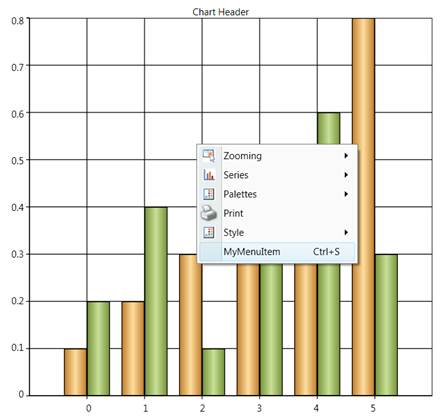 Chart Header
0.8
0.7
0.6
0.5
0.4
0.3
0.2
0.1
0
Zooming
Series
Palettes
Print
Style
MyMenuItem Ctrl+S
0 1 2 3 4 5